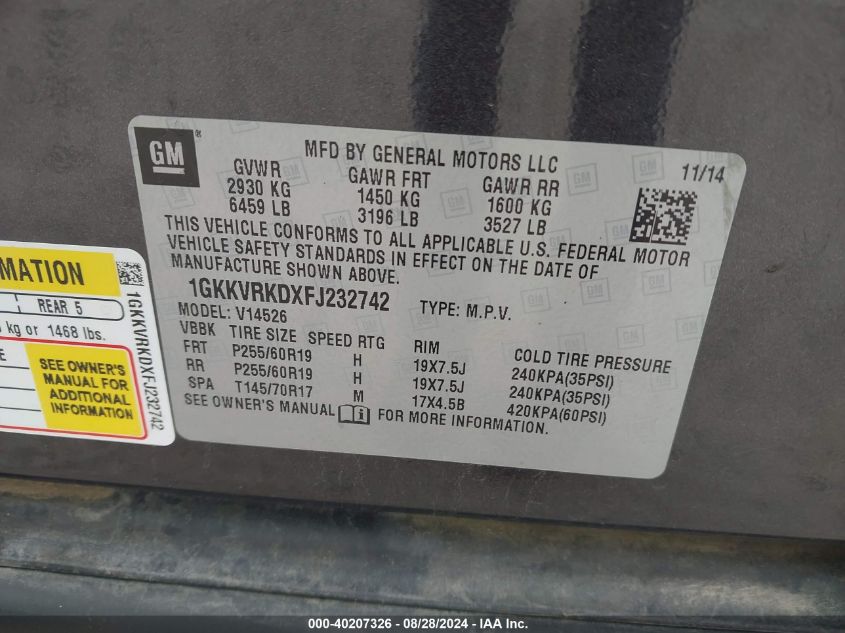 GM ®
MFD BY GENERAL MOTORS LLC
11/14
GVWR GAWR FRT GAWR RR
2930 KG 1450 KG 1600 KG
6459 LB 3196 LB 3527 LB
THIS VEHICLE CONFORMS TO ALL APPLICABLE U.S. FEDERAL MOTOR
VEHICLE SAFETY STANDARDS IN EFFECT ON THE DATE OF
MANUFACTURE SHOWN ABOVE.
1GKKVRKDXFJ232742 TYPE: M.P.V.
MODEL: V14526
VBBK TIRE SIZE SPEED RTG RIM COLD TIRE PRESSURE
FRT P255/60R19 H 19X7.5J 240KPA(35PSI)
RR P255/60R19 H 19X7.5J 240KPA(35PSI)
SPA T145/70R17 M 17X4.5B 420KPA(60PSI)
SEE OWNER'S MANUAL i FOR MORE INFORMATION.
MATION
REAR 5
kg or 1468 lbs.
SEE OWNER'S
MANUAL FOR
ADDITIONAL
INFORMATION
1GKKVRKDXFJ232742
000-40207326 - 08/28/2024 - IAA Inc.